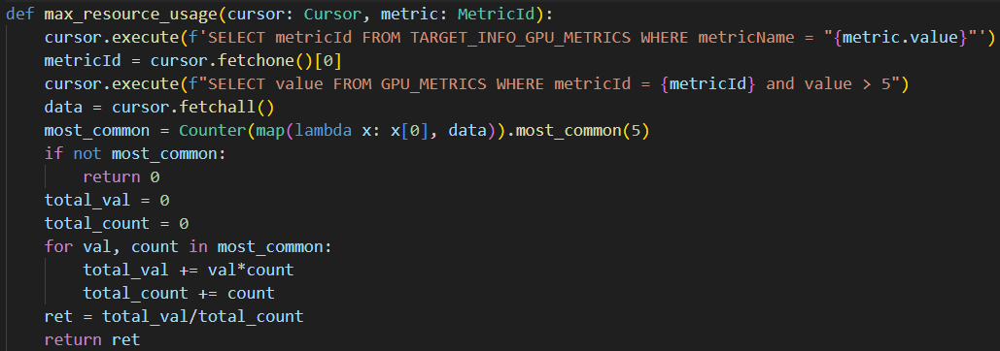 def max_resource_usage(cursor: Cursor, metric: MetricId):
    cursor.execute(f'SELECT metricId FROM TARGET_INFO_GPU_METRICS WHERE metricName = "{metric.value}"')
    metricId = cursor.fetchone()[0]
    cursor.execute(f"SELECT value FROM GPU_METRICS WHERE metricId = {metricId} and value > 5")
    data = cursor.fetchall()
    most_common = Counter(map(lambda x: x[0], data)).most_common(5)
    if not most_common:
        return 0
    total_val = 0
    total_count = 0
    for val, count in most_common:
        total_val += val*count
        total_count += count
    ret = total_val/total_count
    return ret